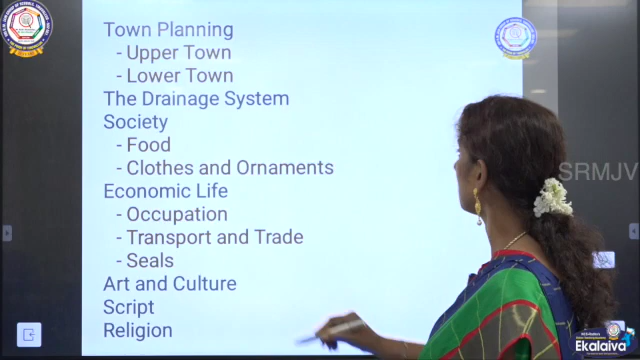 Town Planning
- Upper Town
- Lower Town
The Drainage System
Society
- Food
- Clothes and Ornaments
Economic Life
- Occupation
- Transport and Trade
- Seals
Art and Culture
Script
Religion
SRMJV
Ekalaiva